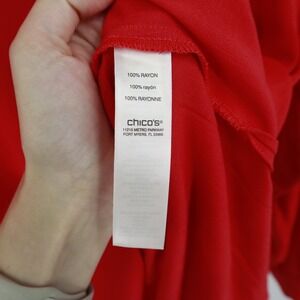 100% RAYON
100% rayón
100% RAYONNE
chico's®
11215 METRO PARKWAY
FORT MYERS, FL 33966